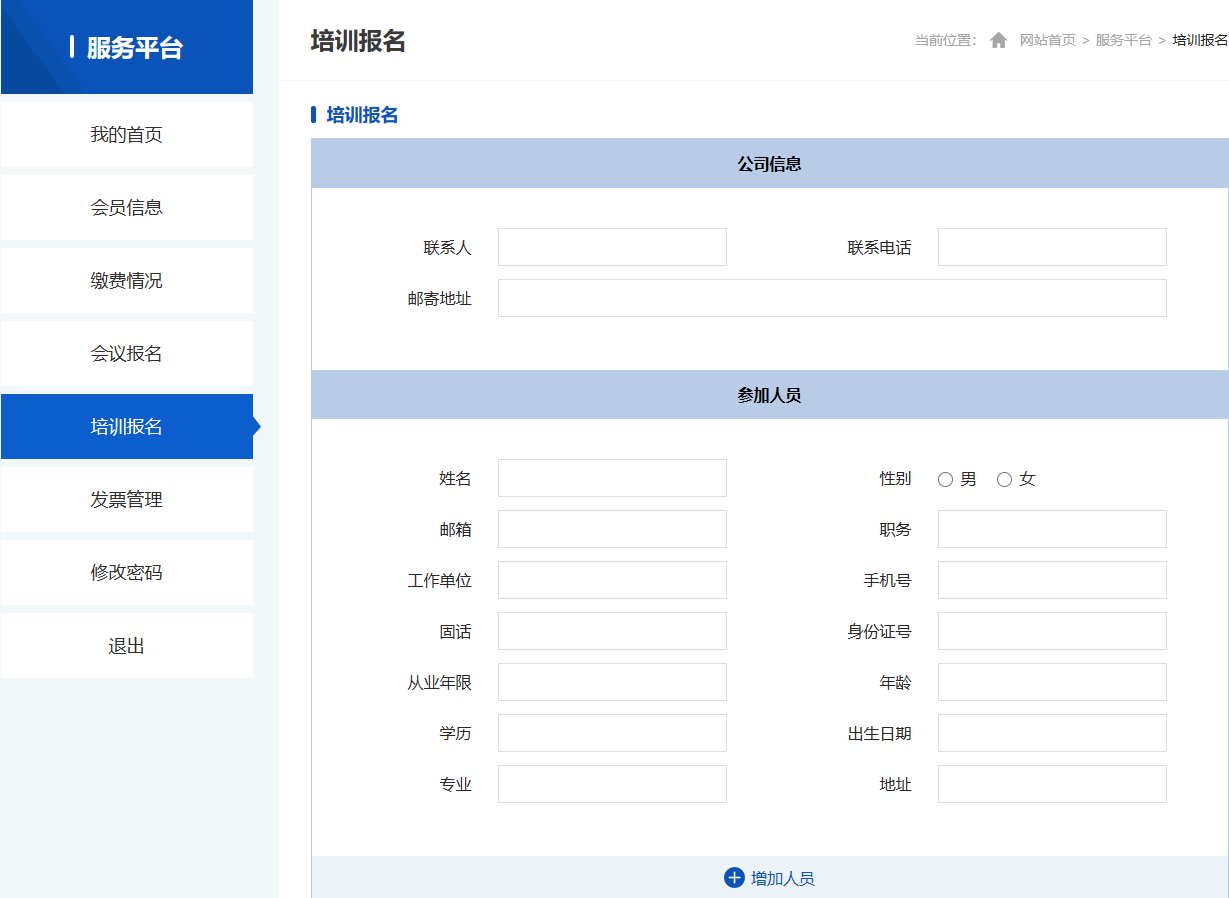 服务平台
我的首页
会员信息
缴费情况
会议报名
培训报名
发票管理
修改密码
退出
培训报名
当前位置： 网站首页 > 服务平台 > 培训报名
培训报名
公司信息
联系人 联系电话
邮寄地址
参加人员
姓名 性别 男 女
邮箱 职务
工作单位 手机号
固话 身份证号
从业年限 年龄
学历 出生日期
专业 地址
增加人员